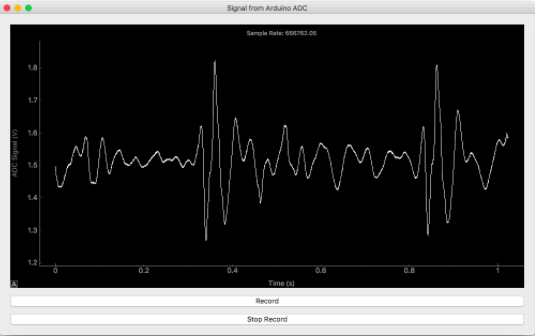 Signal from Arduino ADC
Sample Rate: 666762.05
ADC Signal (V)
1.8
1.7
1.6
1.5
1.4
1.3
1.2
0
0.2
0.4
0.6
0.8
1
Time (s)
A
Record
Stop Record